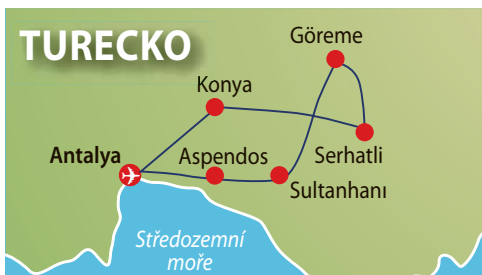 TURECKO
Göreme
Konya
Antalya
Aspendos
Serhatli
Sultanhanı
Středozemní
moře